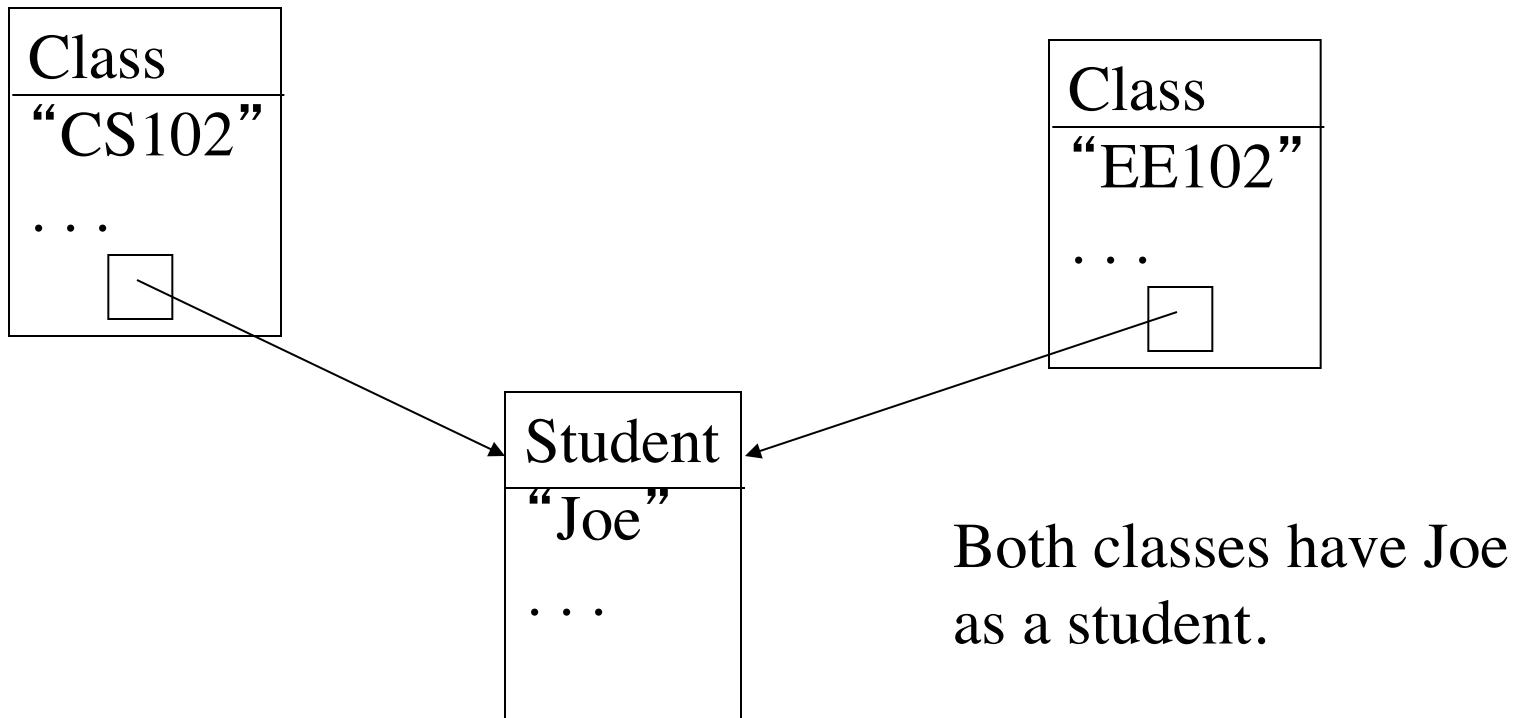 Class
“CS102”
. . .
Class
“EE102”
. . .
Student
“Joe”
. . .
Both classes have Joe
as a student.